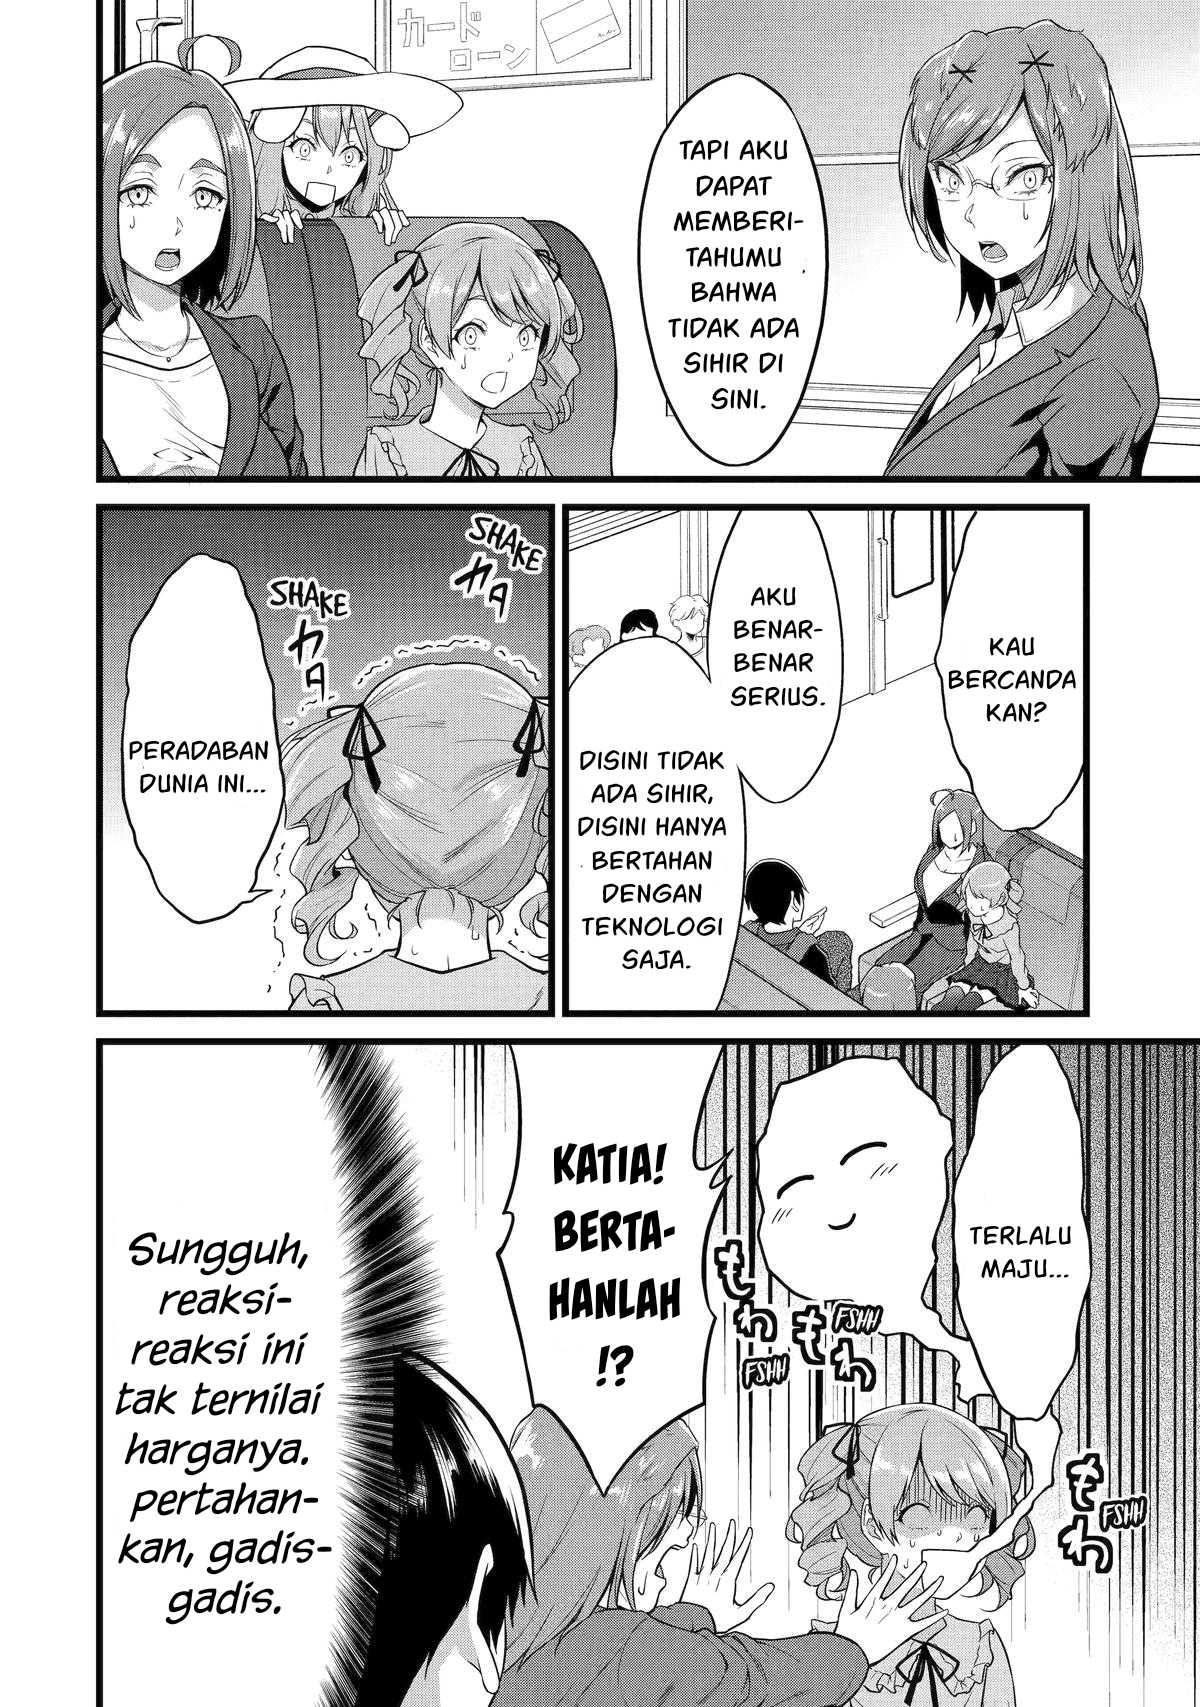 カード
ローン
TAPI AKU
DAPAT
MEMBERI-
TAHUMU
BAHWA
TIDAK ADA
SIHIR DI
SINI.
KAU
BERCANDA
KAN?
AKU
BENAR-
BENAR
SERIUS.
DISINI TIDAK
ADA SIHIR,
DISINI HANYA
BERTAHAN
DENGAN
TEKNOLOGI
SAJA.
SHAKE
カタ
SHAKE
カタ
PERADABAN
DUNIA INI...
TERLALU
MAJU...
もわ
FSHH
もわ
FSHH
もわ
FSHH
KATIA!
BERTA-
HANLAH
!?
Sungguh,
reaksi-
reaksi ini
tak ternilai
harganya.
pertahan-
kan, gadis-
gadis.